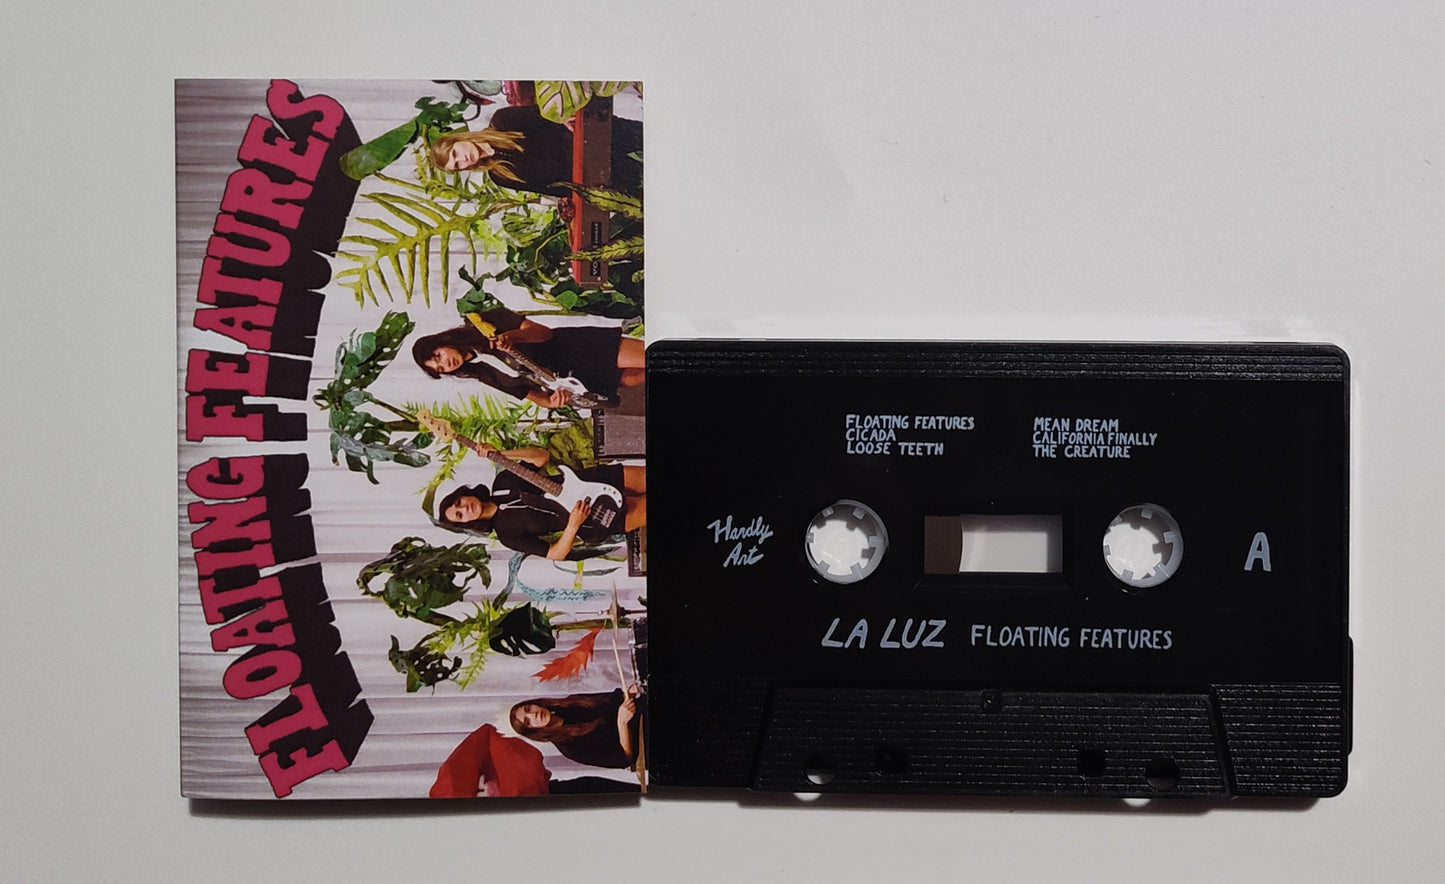 FLOATING FEATURES
FLOATING FEATURES
CICADA
LOOSE TEETH
MEAN DREAM
CALIFORNIA FINALLY
THE CREATURE
Hardly
Art
A
LA LUZ FLOATING FEATURES